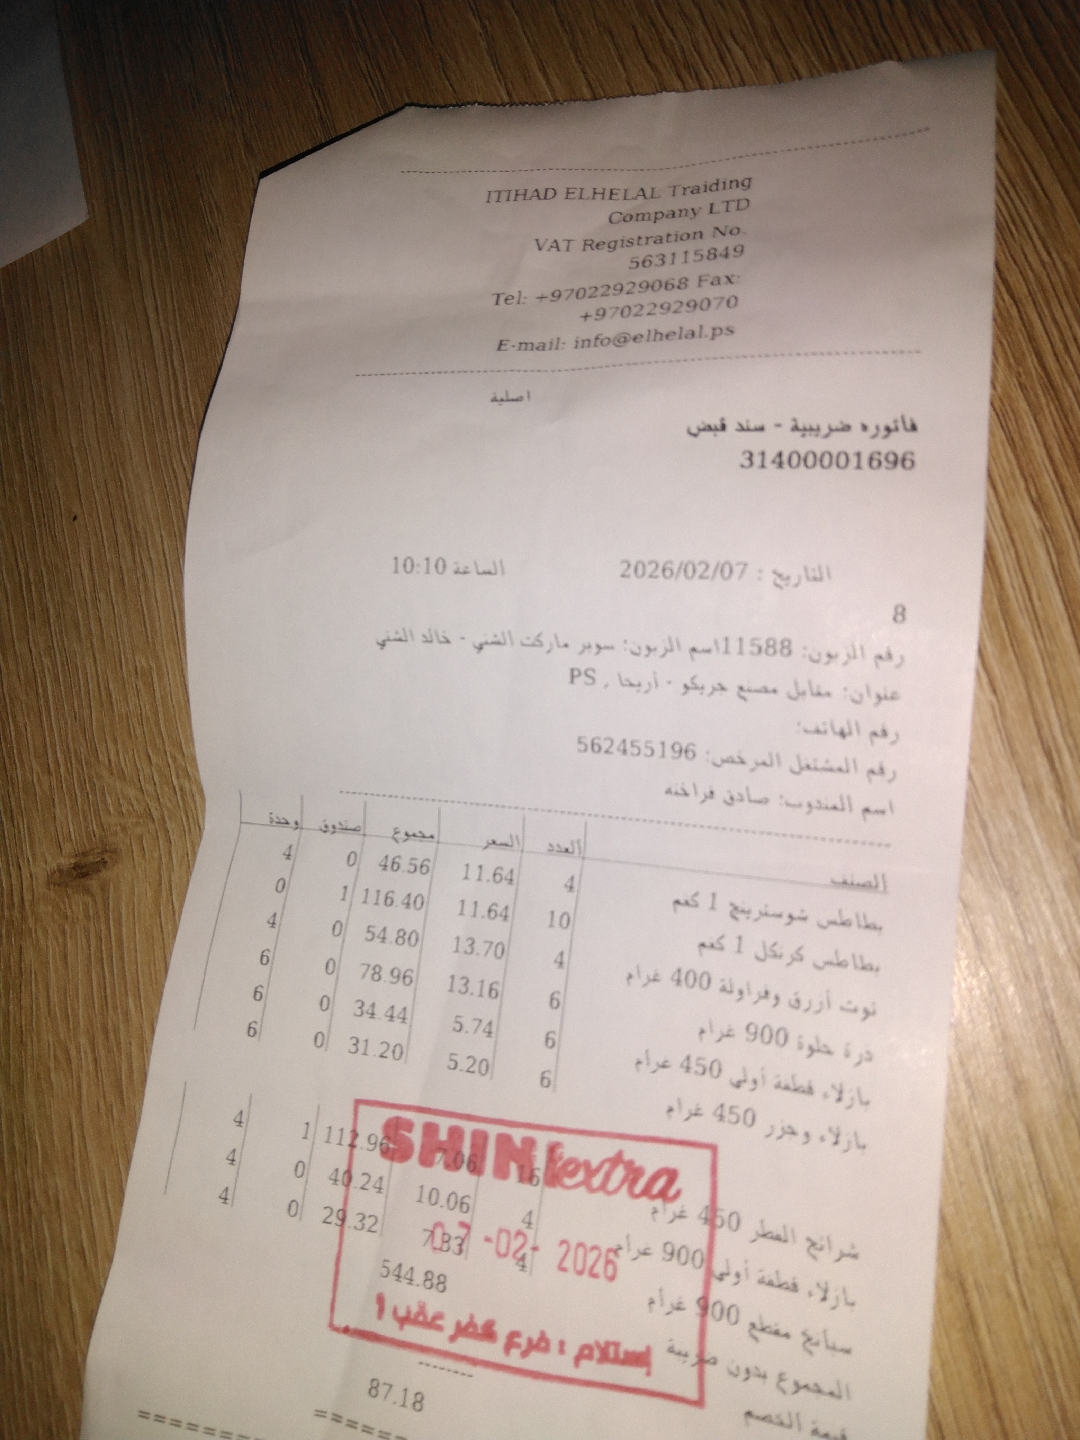 ITIHAD ELHELAL Traiding
Company LTD
VAT Registration No.
563115849
Tel: +97022929068 Fax:
+97022929070
E-mail: info@elhelal.ps
اصلية
فاتوره ضريبية - سند قبض
31400001696
التاريخ : 2026/02/07 الساعة 10:10
8
رقم الزبون: 11588اسم الزبون: سوبر ماركت الشني - خالد الشني
عنوان: مقابل مصنع جريكو - أريحا , PS
رقم الهاتف:
رقم المشتغل المرخص: 562455196
اسم المندوب: صادق فراخنه
الصنف العدد السعر مجموع صندوق وحدة
بطاطس شوسترينج 1 كغم 4 11.64 46.56 0 4
بطاطس كرنكل 1 كغم 10 11.64 116.40 1 0
توت أزرق وفراولة 400 غرام 4 13.70 54.80 0 4
ذرة حلوة 900 غرام 6 13.16 78.96 0 6
بازلاء قطفة أولى 450 غرام 6 5.74 34.44 0 6
بازلاء وجزر 450 غرام 6 5.20 31.20 0 6
شرائح الفطر 450 غرام 16 7.06 112.96 1 4
بازلاء قطفة أولى 900 غرام 4 10.06 40.24 0 4
سبانخ مقطع 900 غرام 4 7.33 29.32 0 4
المجموع بدون ضريبة 544.88
قيمة الخصم
87.18
SHINI extra
07 -02- 2026
إستلام : فرع كفر عقب 1